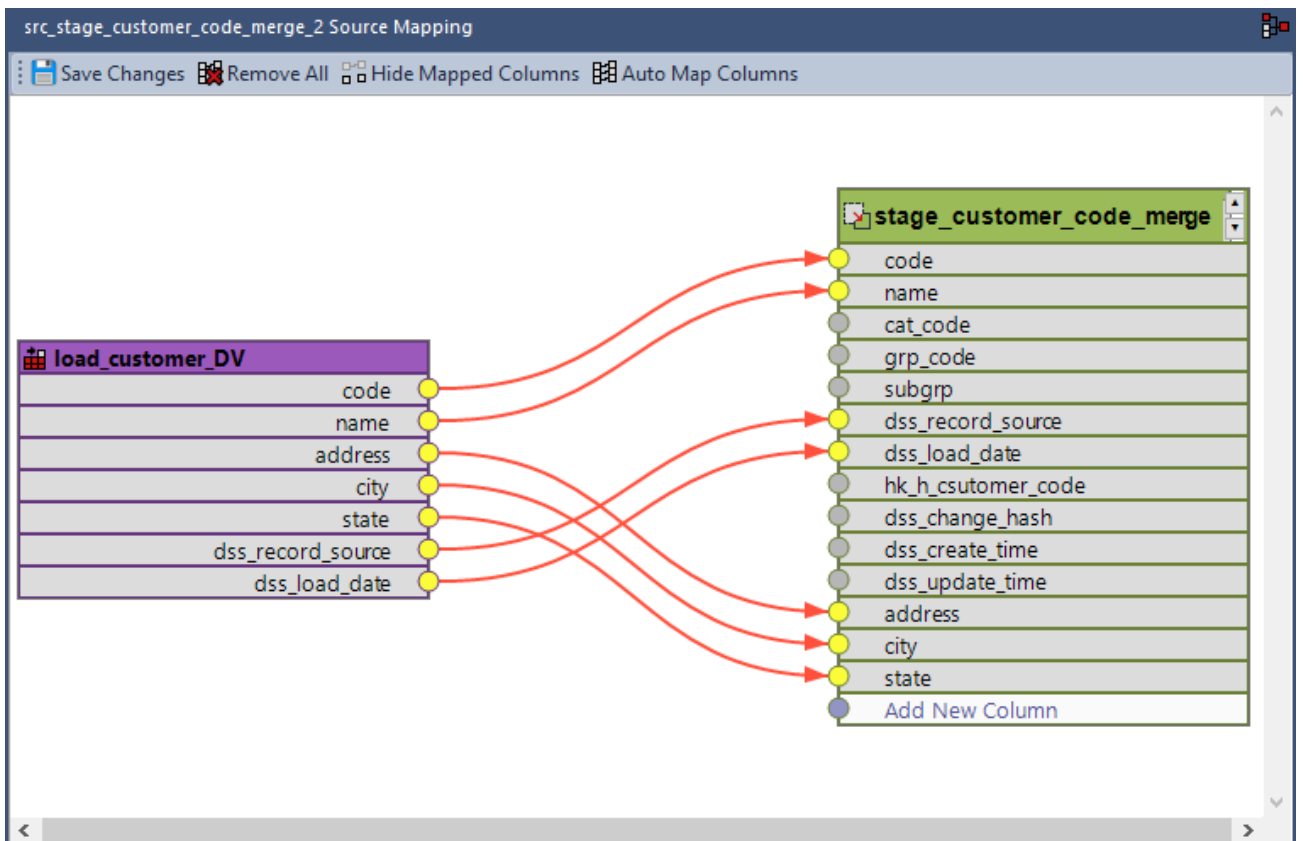 src_stage_customer_code_merge_2 Source Mapping
Save Changes Remove All Hide Mapped Columns Auto Map Columns
load_customer_DV
code
name
address
city
state
dss_record_source
dss_load_date
stage_customer_code_merge
code
name
cat_code
grp_code
subgrp
dss_record_source
dss_load_date
hk_h_csutomer_code
dss_change_hash
dss_create_time
dss_update_time
address
city
state
Add New Column